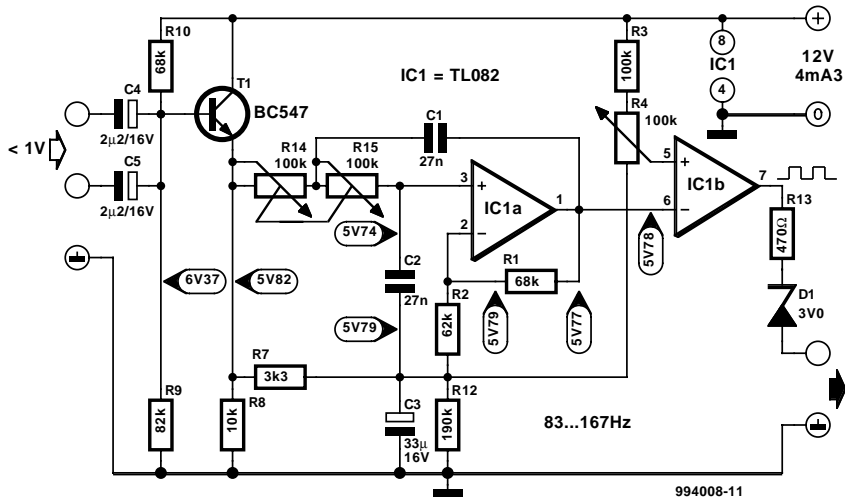 R10
68k
T1
BC547
IC1 = TL082
R3
100k
8
IC1
4
+
12V
4mA3
0
C4
2µ2/16V
< 1V
C5
2µ2/16V
R14
100k
R15
100k
C1
27n
R4
100k
3
+
IC1a
1
2
–
5
+
IC1b
7
6
–
R13
470Ω
D1
3V0
5V74
C2
27n
5V79
R1
68k
R2
62k
5V79
5V77
5V78
6V37
5V82
R7
3k3
R9
82k
R8
10k
C3
33µ
16V
R12
190k
83...167Hz
994008-11